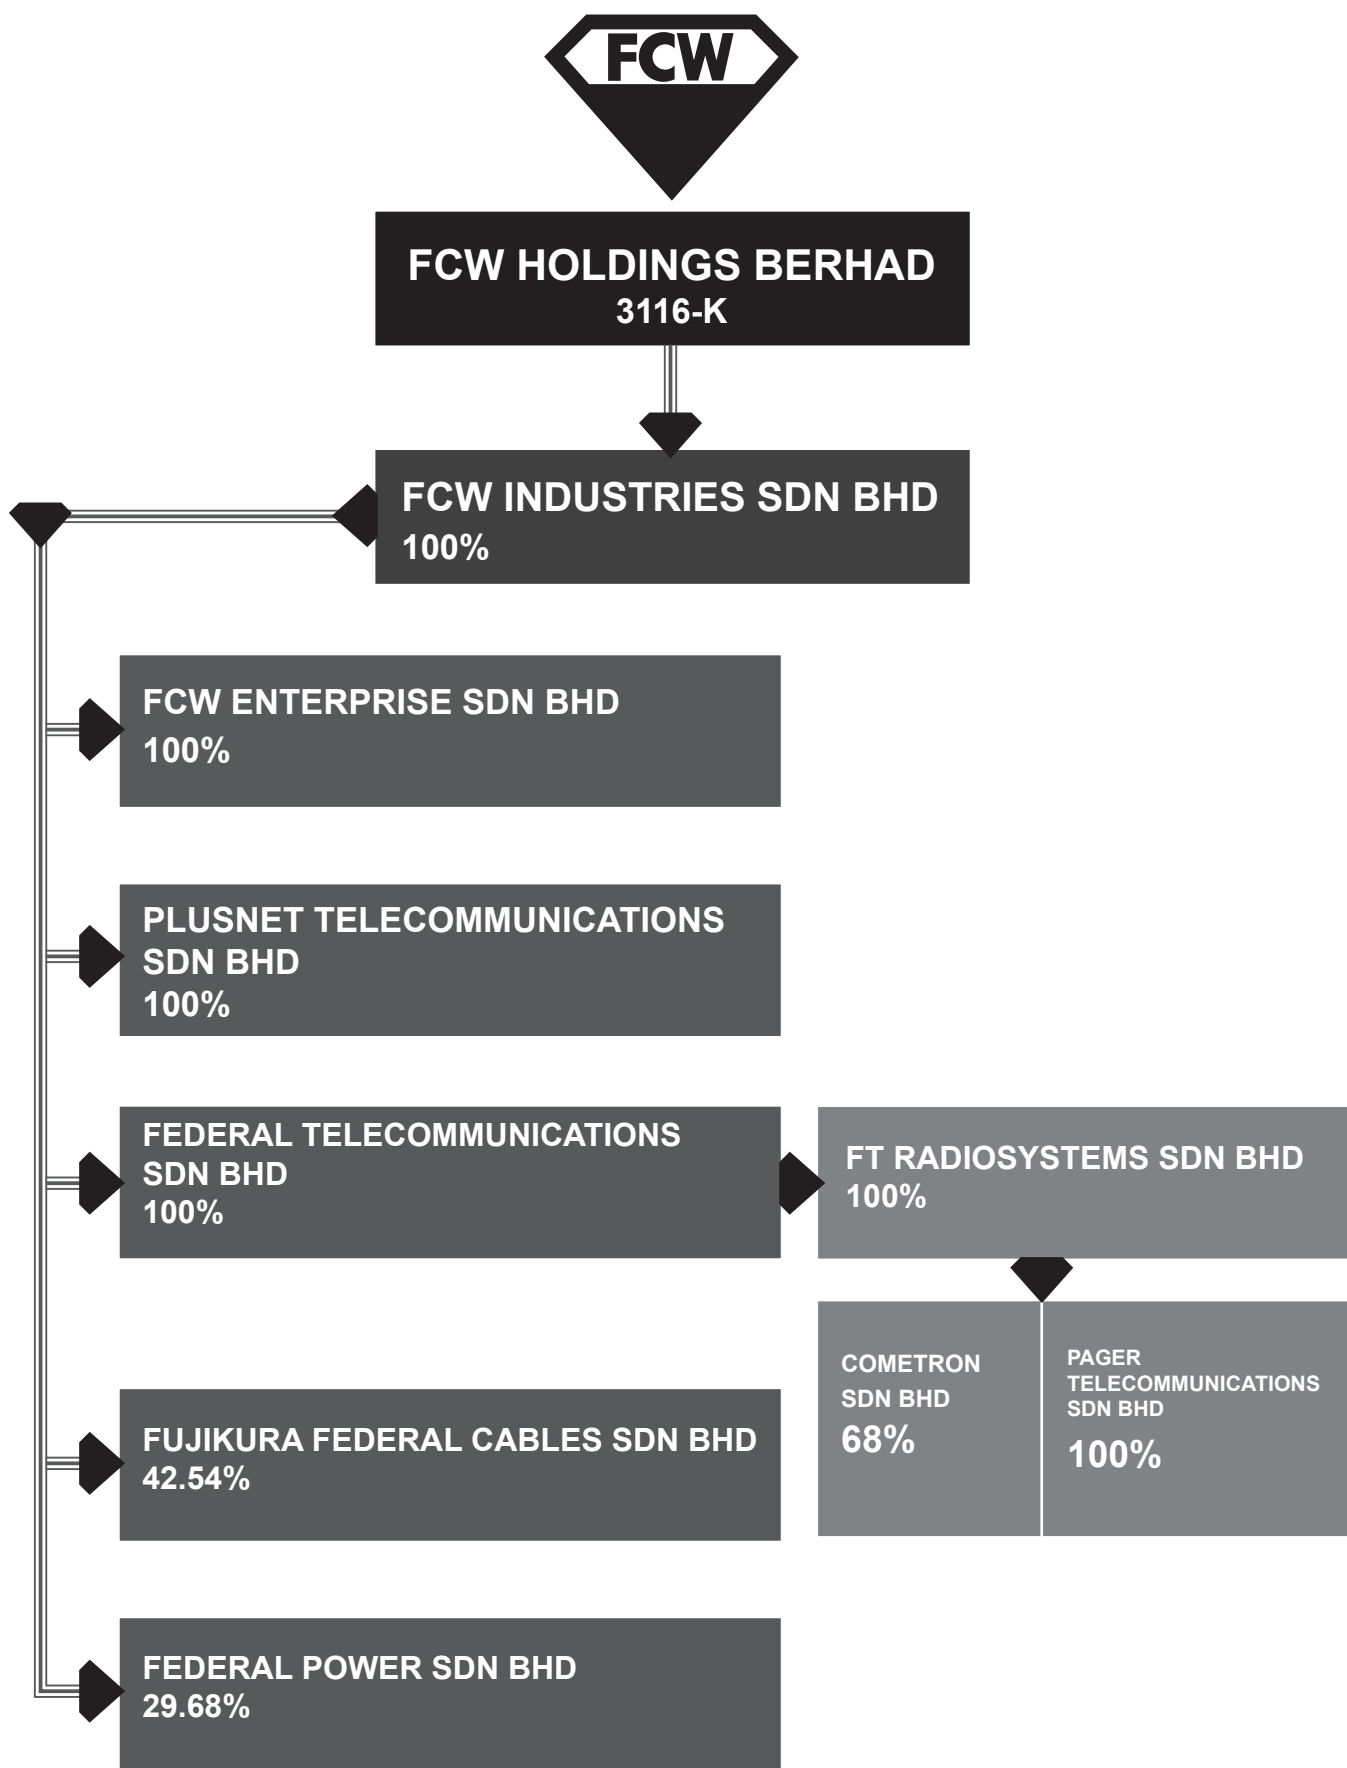 FCW
FCW HOLDINGS BERHAD
3116-K
FCW INDUSTRIES SDN BHD
100%
FCW ENTERPRISE SDN BHD
100%
PLUSNET TELECOMMUNICATIONS
SDN BHD
100%
FEDERAL TELECOMMUNICATIONS
SDN BHD
100%
FT RADIOSYSTEMS SDN BHD
100%
COMETRON
SDN BHD
68%
PAGER
TELECOMMUNICATIONS
SDN BHD
100%
FUJIKURA FEDERAL CABLES SDN BHD
42.54%
FEDERAL POWER SDN BHD
29.68%